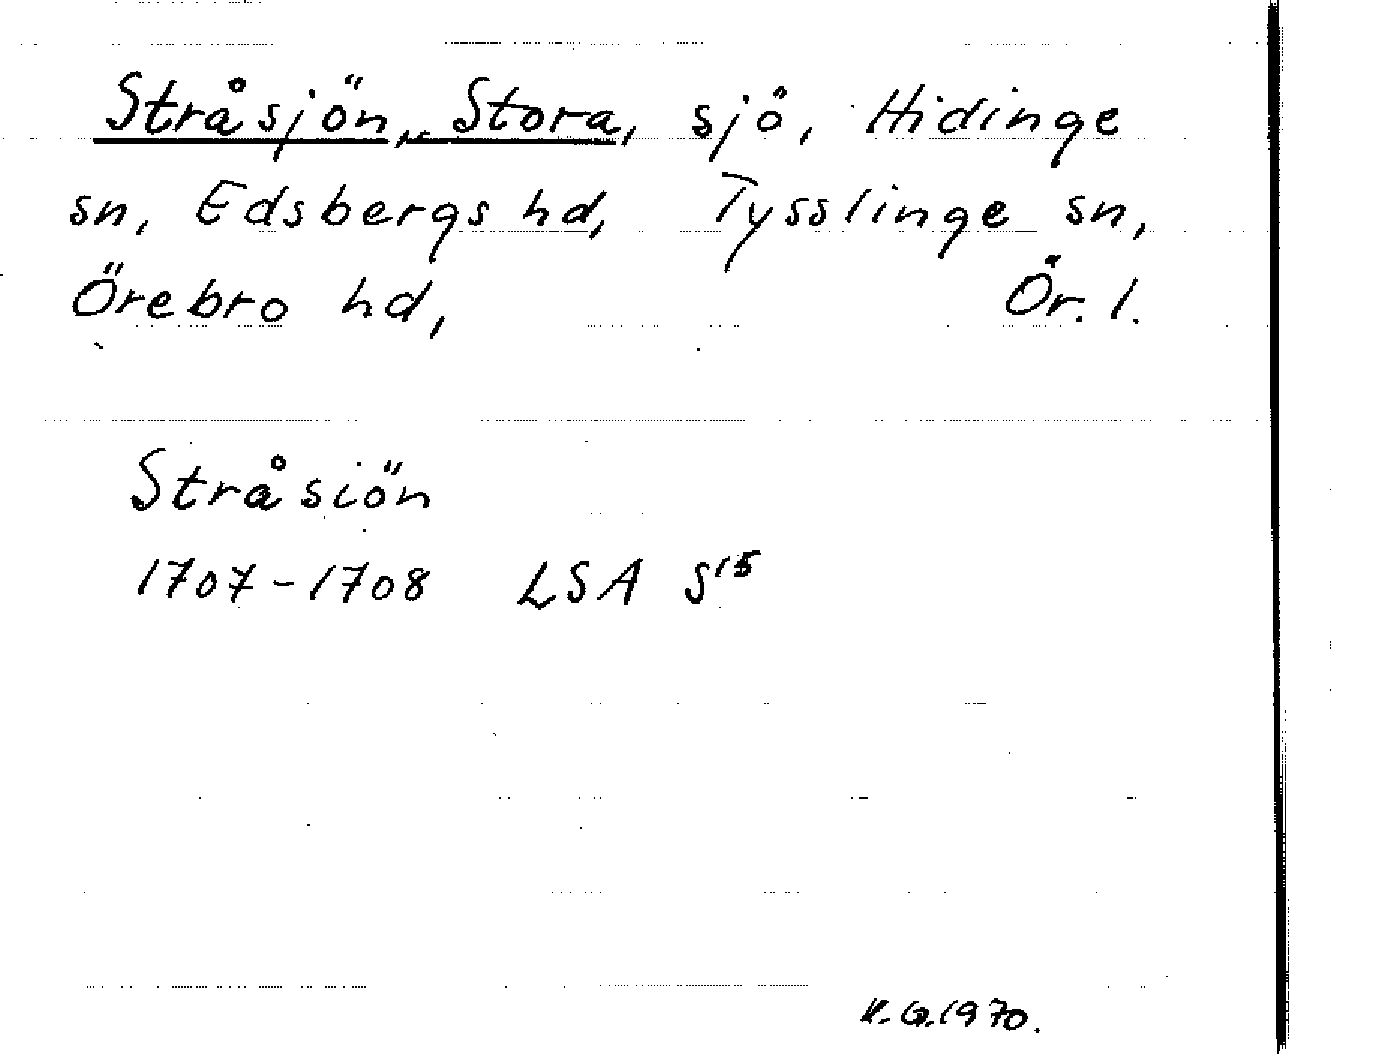 Stråsjön, Stora, sjö, Hidinge
sn, Edsbergs hd, Tysslinge sn,
Örebro hd, Ör. l.
Stråsiön
1707-1708 LSA S15
K.G.1970.